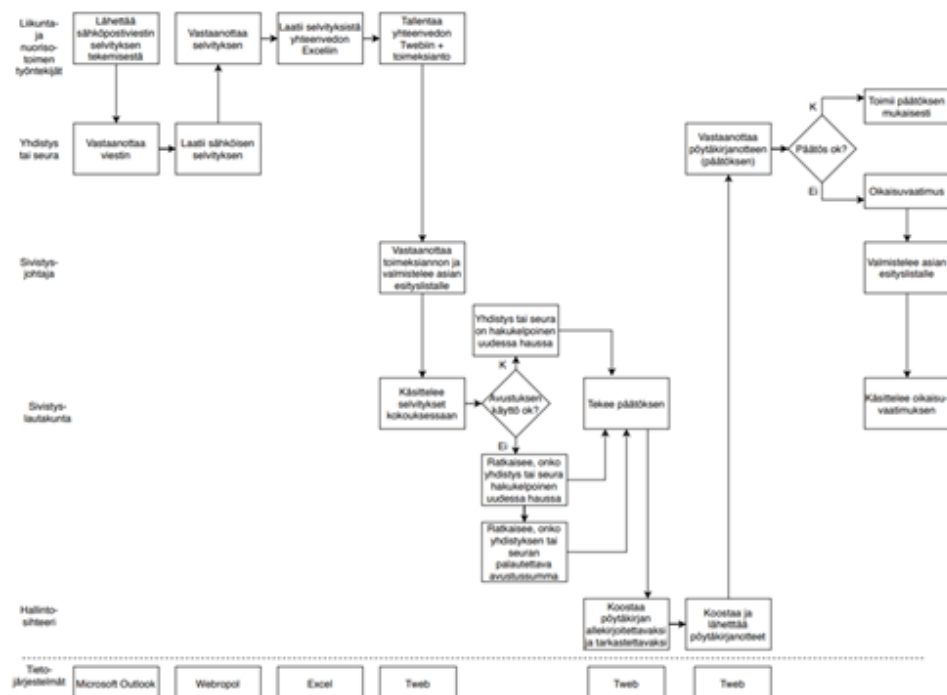 Liikunta-
ja
nuoriso-
toimen
työntekijät
Lähettää
sähköpostiviestin
selvityksen
tekemisestä
Vastaanottaa
selvityksen
Laatii selvityksistä
yhteenvedon
Exceliin
Tallentaa
yhteenvedon
Twebiin +
toimeksianto
Yhdistys
tai seura
Vastaanottaa
viestin
Laatii sähköisen
selvityksen
Vastaanottaa
pöytäkirjanotteen
(päätöksen)
Päätös ok?
K
Toimii päätöksen
mukaisesti
Ei
Oikaisuvaatimus
Sivistys-
johtaja
Vastaanottaa
toimeksiannon ja
valmistelee asian
esityslistalle
Valmistelee asian
esityslistalle
Sivistys-
lautakunta
Käsittelee
selvitykset
kokouksessaan
Avustuksen
käyttö ok?
K
Yhdistys tai seura
on hakukelpoinen
uudessa haussa
Ei
Ratkaisee, onko
yhdistys tai seura
hakukelpoinen
uudessa haussa
Ratkaisee, onko
yhdistyksen tai
seuran
palautettava
avustussumma
Tekee päätöksen
Käsittelee oikaisu-
vaatimuksen
Hallinto-
sihteeri
Koostaa
pöytäkirjan
allekirjoitettavaksi
ja tarkastettavaksi
Koostaa ja
lähetttää
pöytäkirjanotteet
Tieto-
järjestelmät
Microsoft Outlook
Webropol
Excel
Tweb
Tweb
Tweb